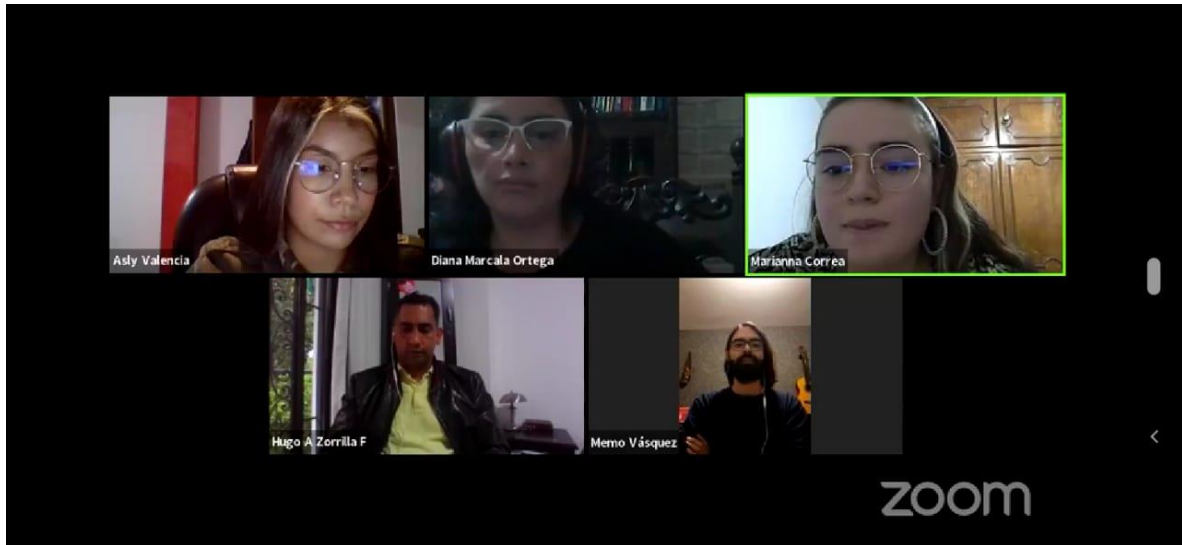 Asly Valencia
Diana Marcala Ortega
Marianna Correa
Hugo A Zorrilla F
Memo Vásquez
zoom